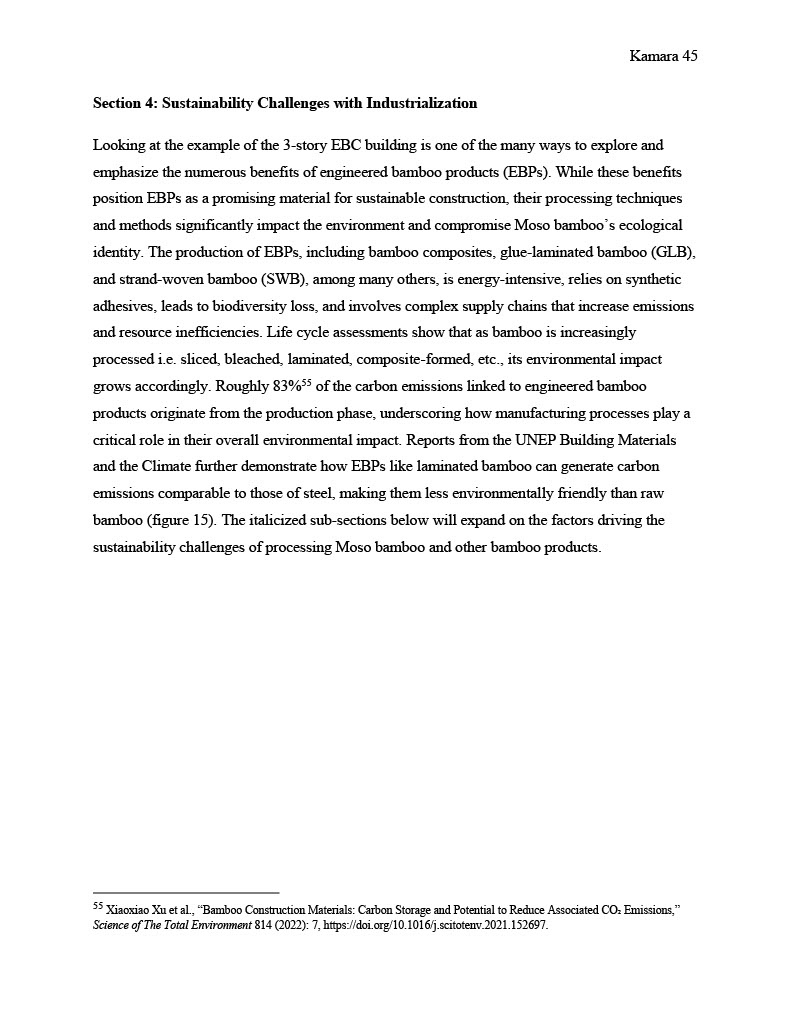 Kamara 45
Section 4: Sustainability Challenges with Industrialization
Looking at the example of the 3-story EBC building is one of the many ways to explore and
emphasize the numerous benefits of engineered bamboo products (EBPs). While these benefits
position EBPs as a promising material for sustainable construction, their processing techniques
and methods significantly impact the environment and compromise Moso bamboo’s ecological
identity. The production of EBPs, including bamboo composites, glue-laminated bamboo (GLB),
and strand-woven bamboo (SWB), among many others, is energy-intensive, relies on synthetic
adhesives, leads to biodiversity loss, and involves complex supply chains that increase emissions
and resource inefficiencies. Life cycle assessments show that as bamboo is increasingly
processed i.e. sliced, bleached, laminated, composite-formed, etc., its environmental impact
grows accordingly. Roughly 83%⁵⁵ of the carbon emissions linked to engineered bamboo
products originate from the production phase, underscoring how manufacturing processes play a
critical role in their overall environmental impact. Reports from the UNEP Building Materials
and the Climate further demonstrate how EBPs like laminated bamboo can generate carbon
emissions comparable to those of steel, making them less environmentally friendly than raw
bamboo (figure 15). The italicized sub-sections below will expand on the factors driving the
sustainability challenges of processing Moso bamboo and other bamboo products.
⁵⁵ Xiaoxiao Xu et al., “Bamboo Construction Materials: Carbon Storage and Potential to Reduce Associated CO₂ Emissions,”
Science of The Total Environment 814 (2022): 7, https://doi.org/10.1016/j.scitotenv.2021.152697.